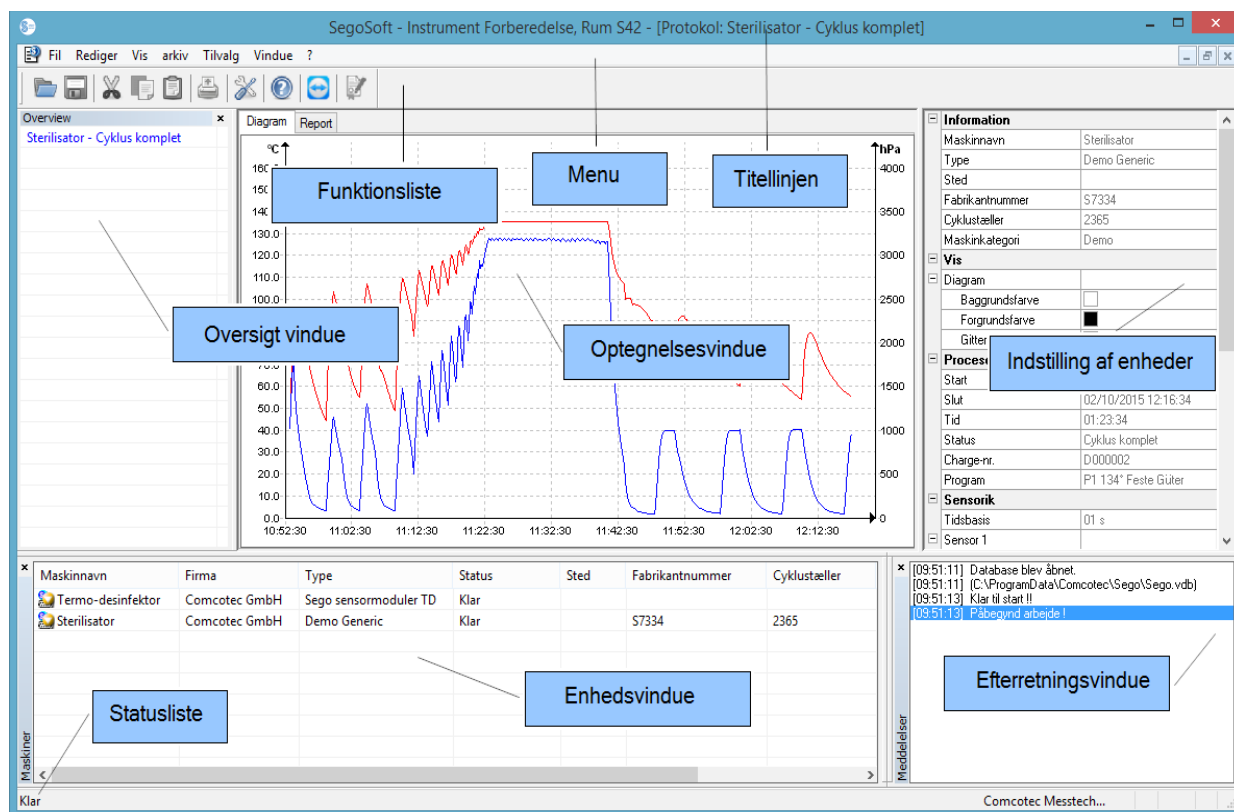 SegoSoft - Instrument Forberedelse, Rum S42 - [Protokol: Sterilisator - Cyklus komplet]
Fil Rediger Vis arkiv Tilvalg Vindue ?
Overview
Sterilisator - Cyklus komplet
Diagram Report
°C
hPa
140
130.0
120.0
110.0
100.0
60.0
50.0
40.0
30.0
20.0
10.0
0.0
4000
3500
3000
2500
2000
1500
1000
500
0
10:52:30 11:02:30 11:12:30 11:22:30 11:32:30 11:42:30 11:52:30 12:02:30 12:12:30
Funktionsliste
Menu
Titellinjen
Oversigt vindue
Optegnelsesvindue
Indstilling af enheder
Information
Maskinnavn Sterilisator
Type Demo Generic
Sted
Fabrikantnummer S7334
Cyklustæller 2365
Maskinkategori Demo
Vis
Diagram
Baggrundsfarve
Forgrundsfarve
Gitter
Start
Slut 02/10/2015 12:16:34
Tid 01:23:34
Status Cyklus komplet
Charge-nr. D000002
Program P1 134° Feste Güter
Sensorik
Tidsbasis 01 s
Sensor 1
Maskinnavn Firma Type Status Sted Fabrikantnummer Cyklustæller
Termo-desinfektor Comcotec GmbH Sego sensormoduler TD Klar
Sterilisator Comcotec GmbH Demo Generic Klar S7334 2365
Enhedsvindue
Statusliste
Maskiner
[09:51:11] Database blev åbnet.
[09:51:11] (C:\ProgramData\Comcotec\Sego\Sego.vdb)
[09:51:13] Klar til start !!
[09:51:13] Påbegynd arbejde !
Efterretningsvindue
Meddelelser
Klar
Comcotec Messtech...